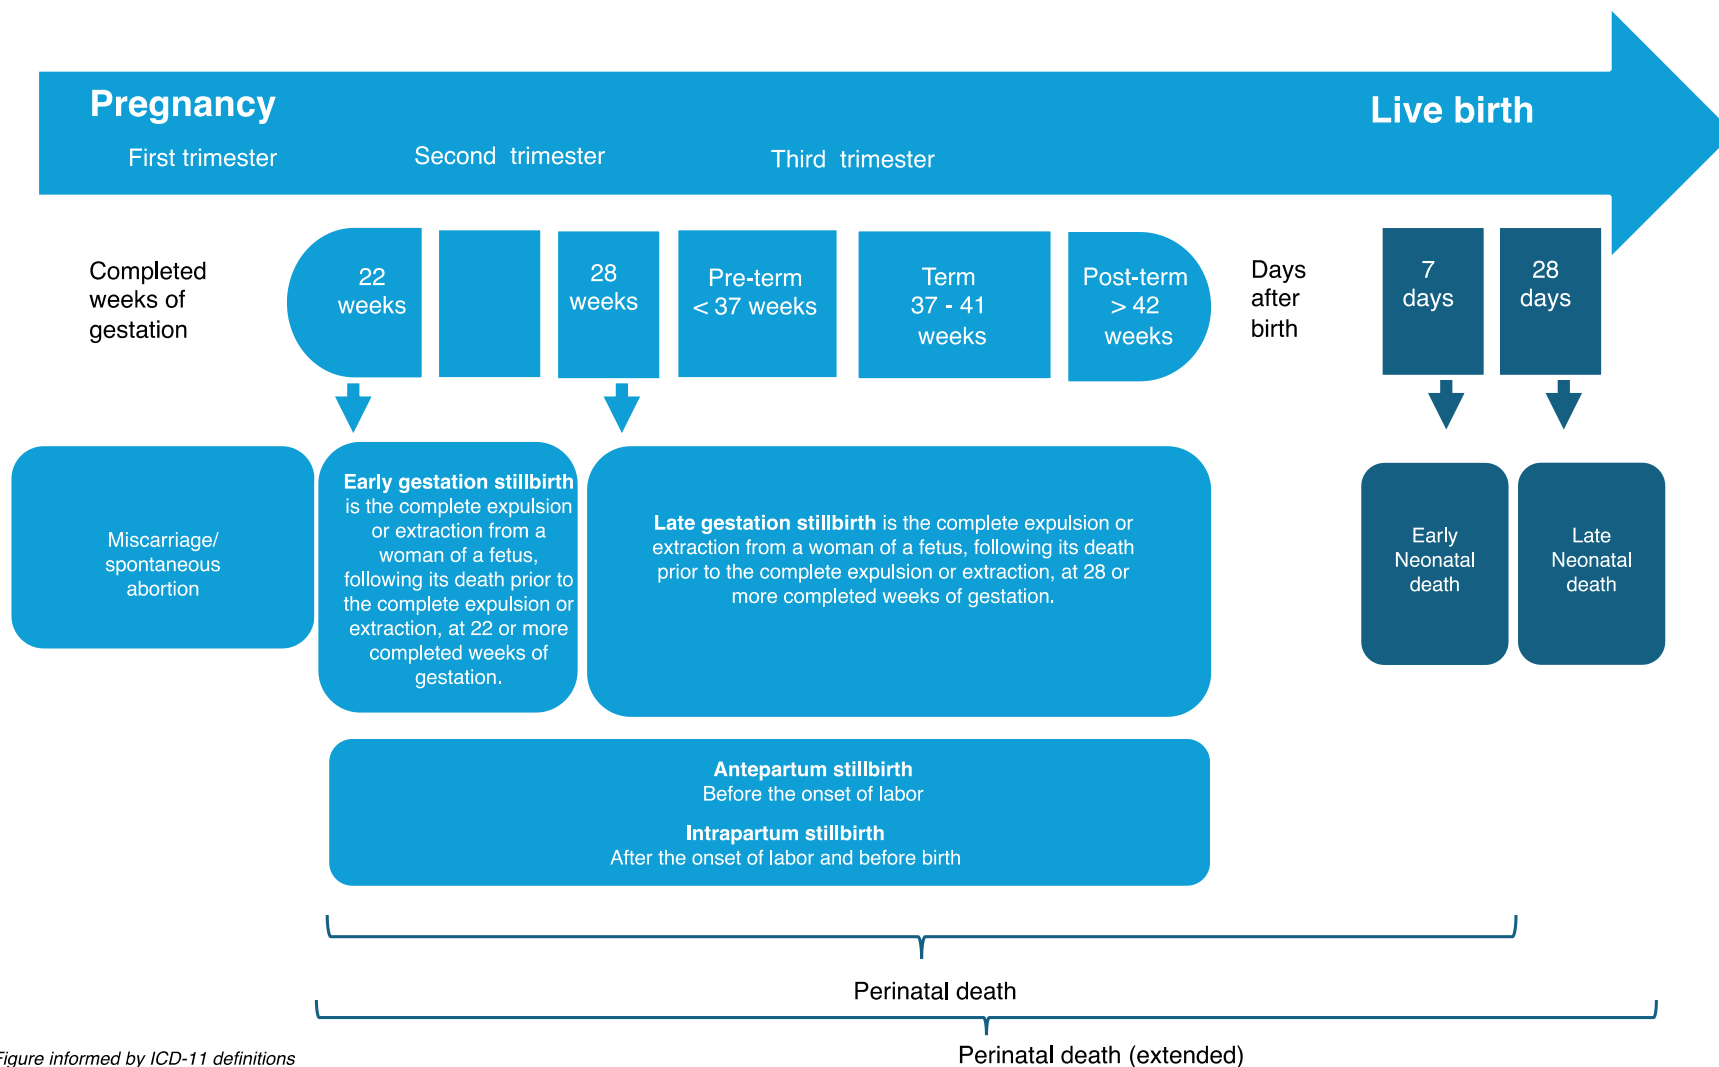 Pregnancy
Live birth
First trimester
Second trimester
Third trimester
Completed
weeks of
gestation
22
weeks
28
weeks
Pre-term
< 37 weeks
Term
37 - 41
weeks
Post-term
> 42
weeks
Days
after
birth
7
days
28
days
Miscarriage/
spontaneous
abortion
Early gestation stillbirth
is the complete expulsion
or extraction from a
woman of a fetus,
following its death prior to
the complete expulsion or
extraction, at 22 or more
completed weeks of
gestation.
Late gestation stillbirth is the complete expulsion or
extraction from a woman of a fetus, following its death
prior to the complete expulsion or extraction, at 28 or
more completed weeks of gestation.
Early
Neonatal
death
Late
Neonatal
death
Antepartum stillbirth
Before the onset of labor
Intrapartum stillbirth
After the onset of labor and before birth
Perinatal death
Perinatal death (extended)
Figure informed by ICD-11 definitions